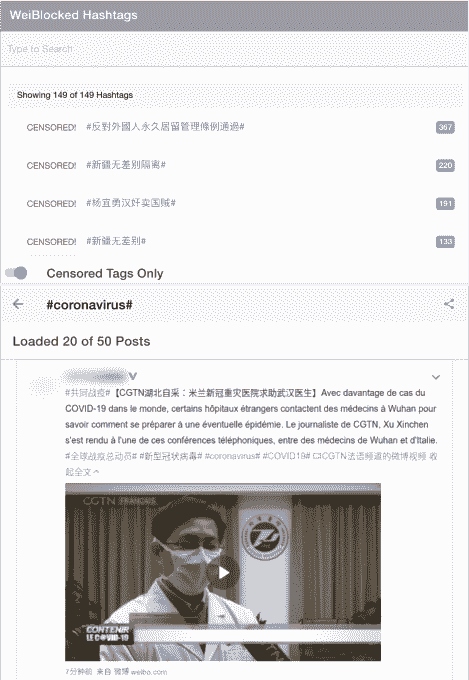 WeiBlocked Hashtags
Type to Search
Showing 149 of 149 Hashtags
CENSORED! #反對外國人永久居留管理條例通過# 367
CENSORED! #新疆无差别隔离# 220
CENSORED! #杨宜勇汉奸卖国贼# 191
CENSORED! #新疆无差别# 133
Censored Tags Only
#coronavirus#
Loaded 20 of 50 Posts
#共同战疫#【CGTN湖北自采：米兰新冠重灾医院求助武汉医生】Avec davantage de cas du
COVID-19 dans le monde, certains hôpitaux étrangers contactent des médecins à Wuhan pour
savoir comment se préparer à une éventuelle épidémie. Le journaliste de CGTN, Xu Xinchen
s'est rendu à l'une de ces conférences téléphoniques, entre des médecins de Wuhan et d'Italie.
#全球战疫总动员# #新型冠状病毒# #coronavirus# #COVID19# CGTN法语频道的微博视频 收
起全文
CGTN FRANÇAIS
CONTENIR
LE COVID-19
7分钟前 来自 微博 weibo.com